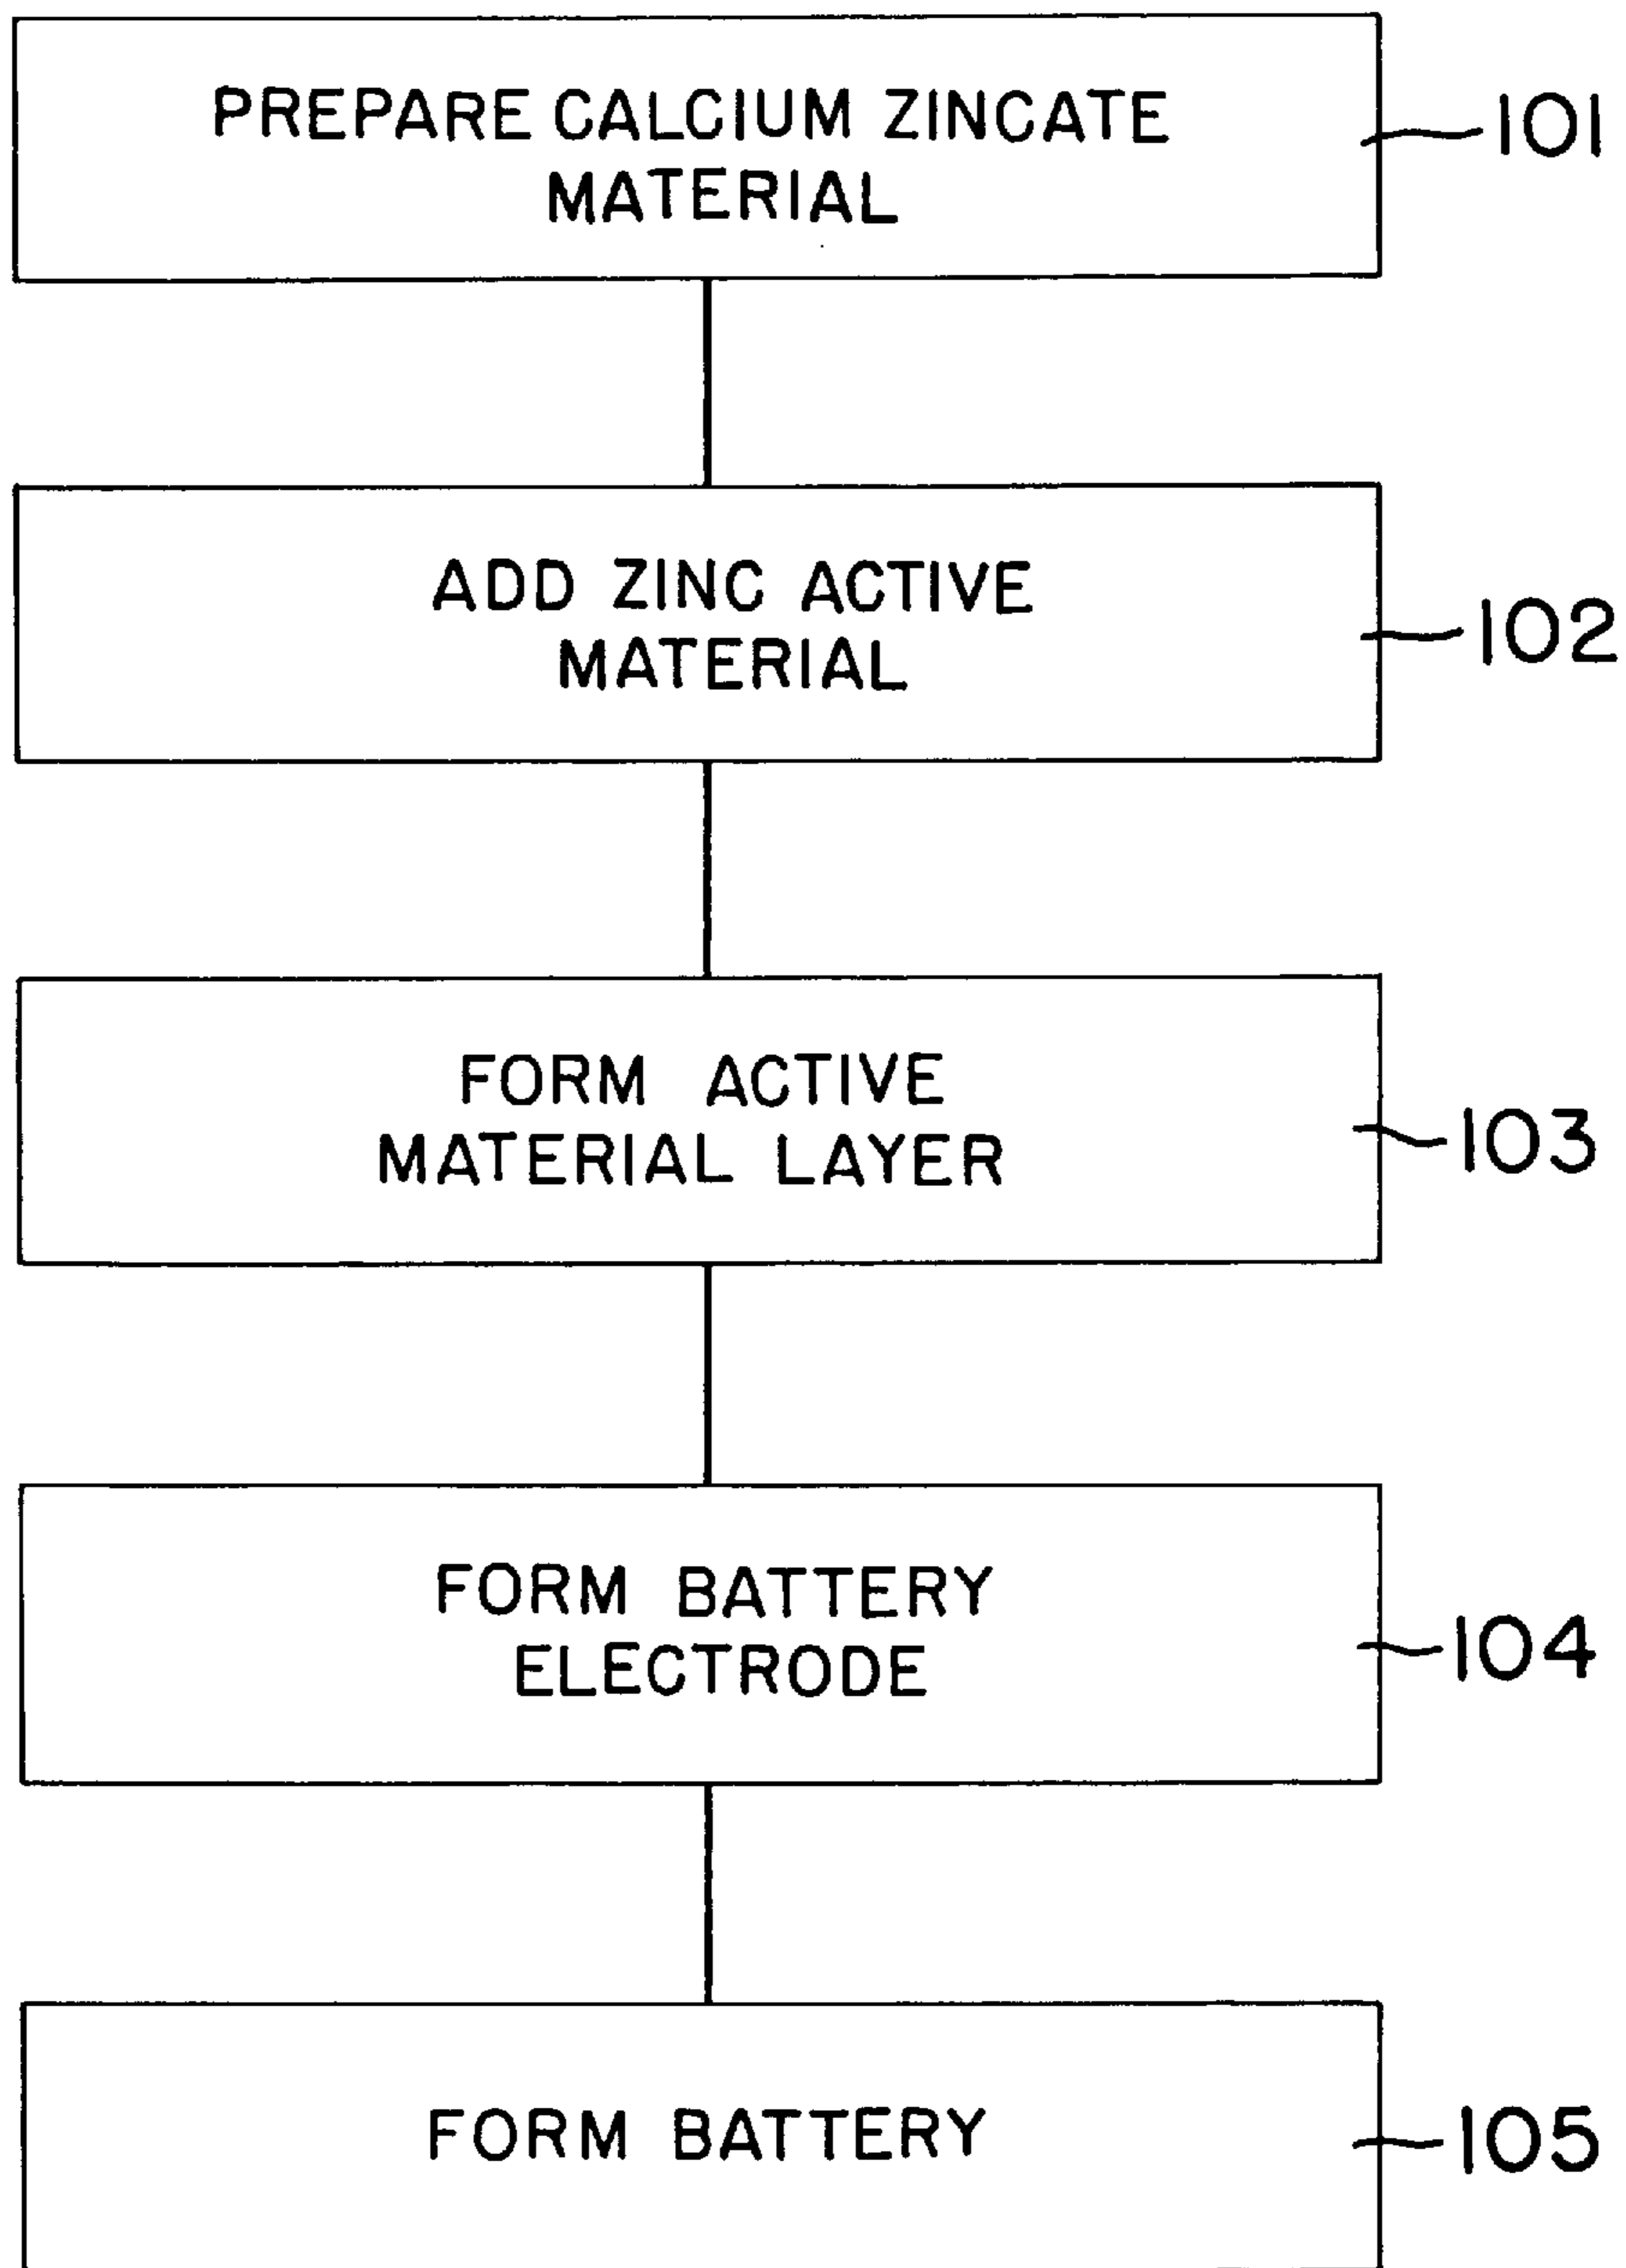 PREPARE CALCIUM ZINCATE
MATERIAL
101
ADD ZINC ACTIVE
MATERIAL
102
FORM ACTIVE
MATERIAL LAYER
103
FORM BATTERY
ELECTRODE
104
FORM BATTERY
105